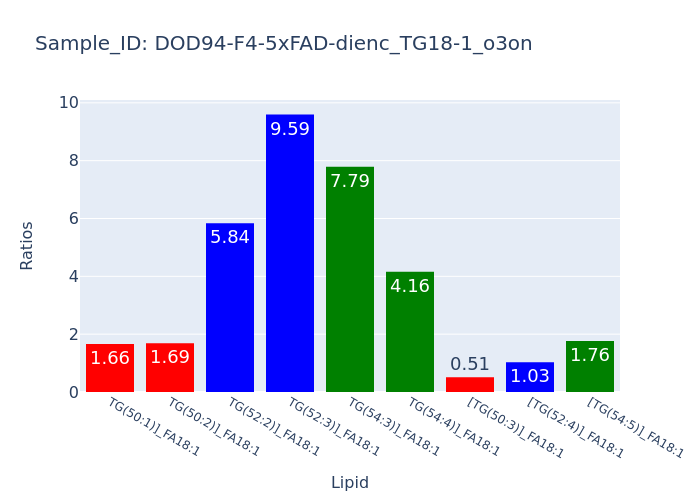 Sample_ID: DOD94-F4-5xFAD-dienc_TG18-1_o3on
10
8
6
4
2
0
Ratios
1.66
1.69
5.84
9.59
7.79
4.16
0.51
1.03
1.76
TG(50:1)]_FA18:1
TG(50:2)]_FA18:1
TG(52:2)]_FA18:1
TG(52:3)]_FA18:1
TG(54:3)]_FA18:1
TG(54:4)]_FA18:1
[TG(50:3)]_FA18:1
[TG(52:4)]_FA18:1
[TG(54:5)]_FA18:1
Lipid